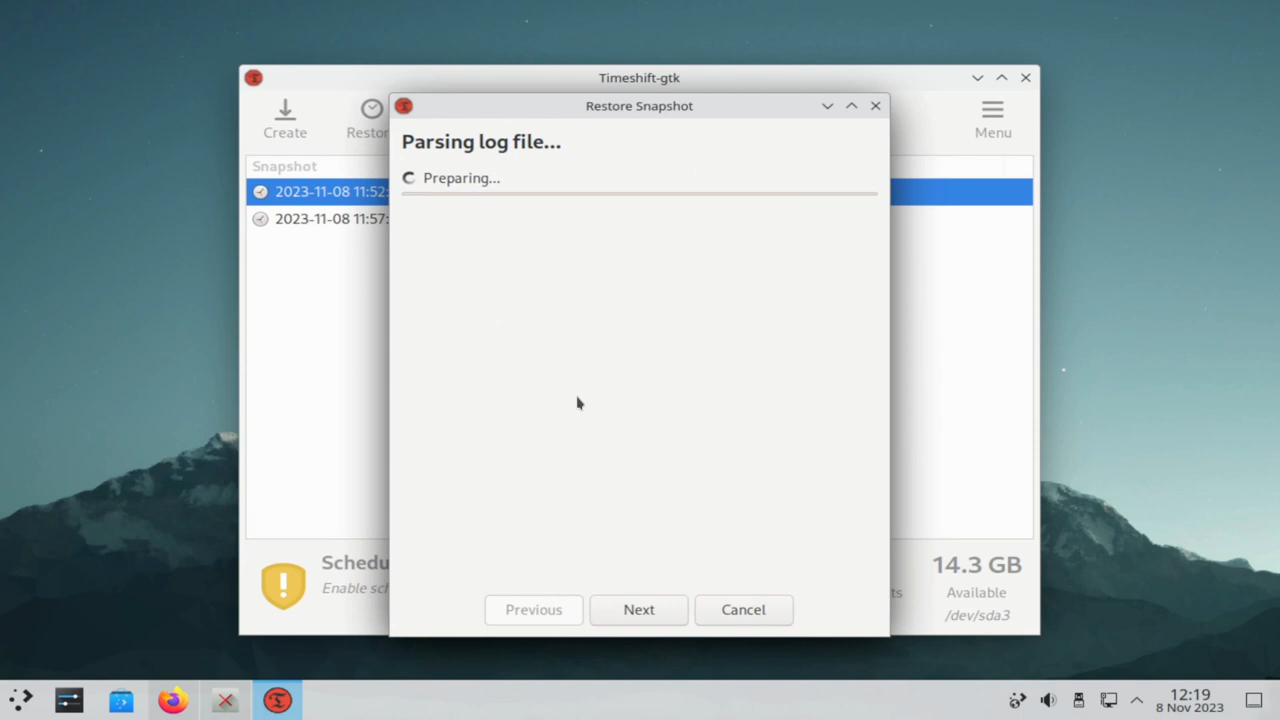 Timeshift-gtk
Restore Snapshot
Create
Restor
Menu
Parsing log file...
Snapshot
Preparing...
2023-11-08 11:52:
2023-11-08 11:57:
Schedu
Enable sch
ts
14.3 GB
Available
/dev/sda3
Previous
Next
Cancel
12:19
8 Nov 2023